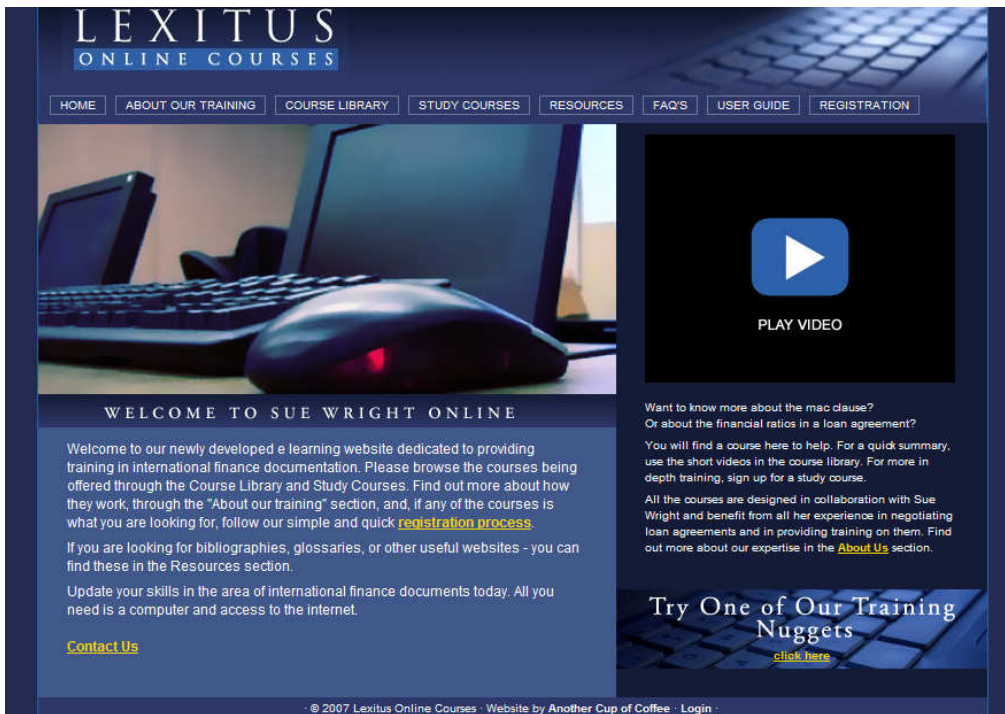 LEXITUS
ONLINE COURSES
HOME ABOUT OUR TRAINING COURSE LIBRARY STUDY COURSES RESOURCES FAQ'S USER GUIDE REGISTRATION
PLAY VIDEO
WELCOME TO SUE WRIGHT ONLINE
Welcome to our newly developed e learning website dedicated to providing
training in international finance documentation. Please browse the courses being
offered through the Course Library and Study Courses. Find out more about how
they work, through the "About our training" section, and, if any of the courses is
what you are looking for, follow our simple and quick registration process.
If you are looking for bibliographies, glossaries, or other useful websites - you can
find these in the Resources section.
Update your skills in the area of international finance documents today. All you
need is a computer and access to the internet.
Contact Us
Want to know more about the mac clause?
Or about the financial ratios in a loan agreement?
You will find a course here to help. For a quick summary,
use the short videos in the course library. For more in
depth training, sign up for a study course.
All the courses are designed in collaboration with Sue
Wright and benefit from all her experience in negotiating
loan agreements and in providing training on them. Find
out more about our expertise in the About Us section.
Try One of Our Training
Nuggets
click here
· © 2007 Lexitus Online Courses · Website by Another Cup of Coffee · Login ·